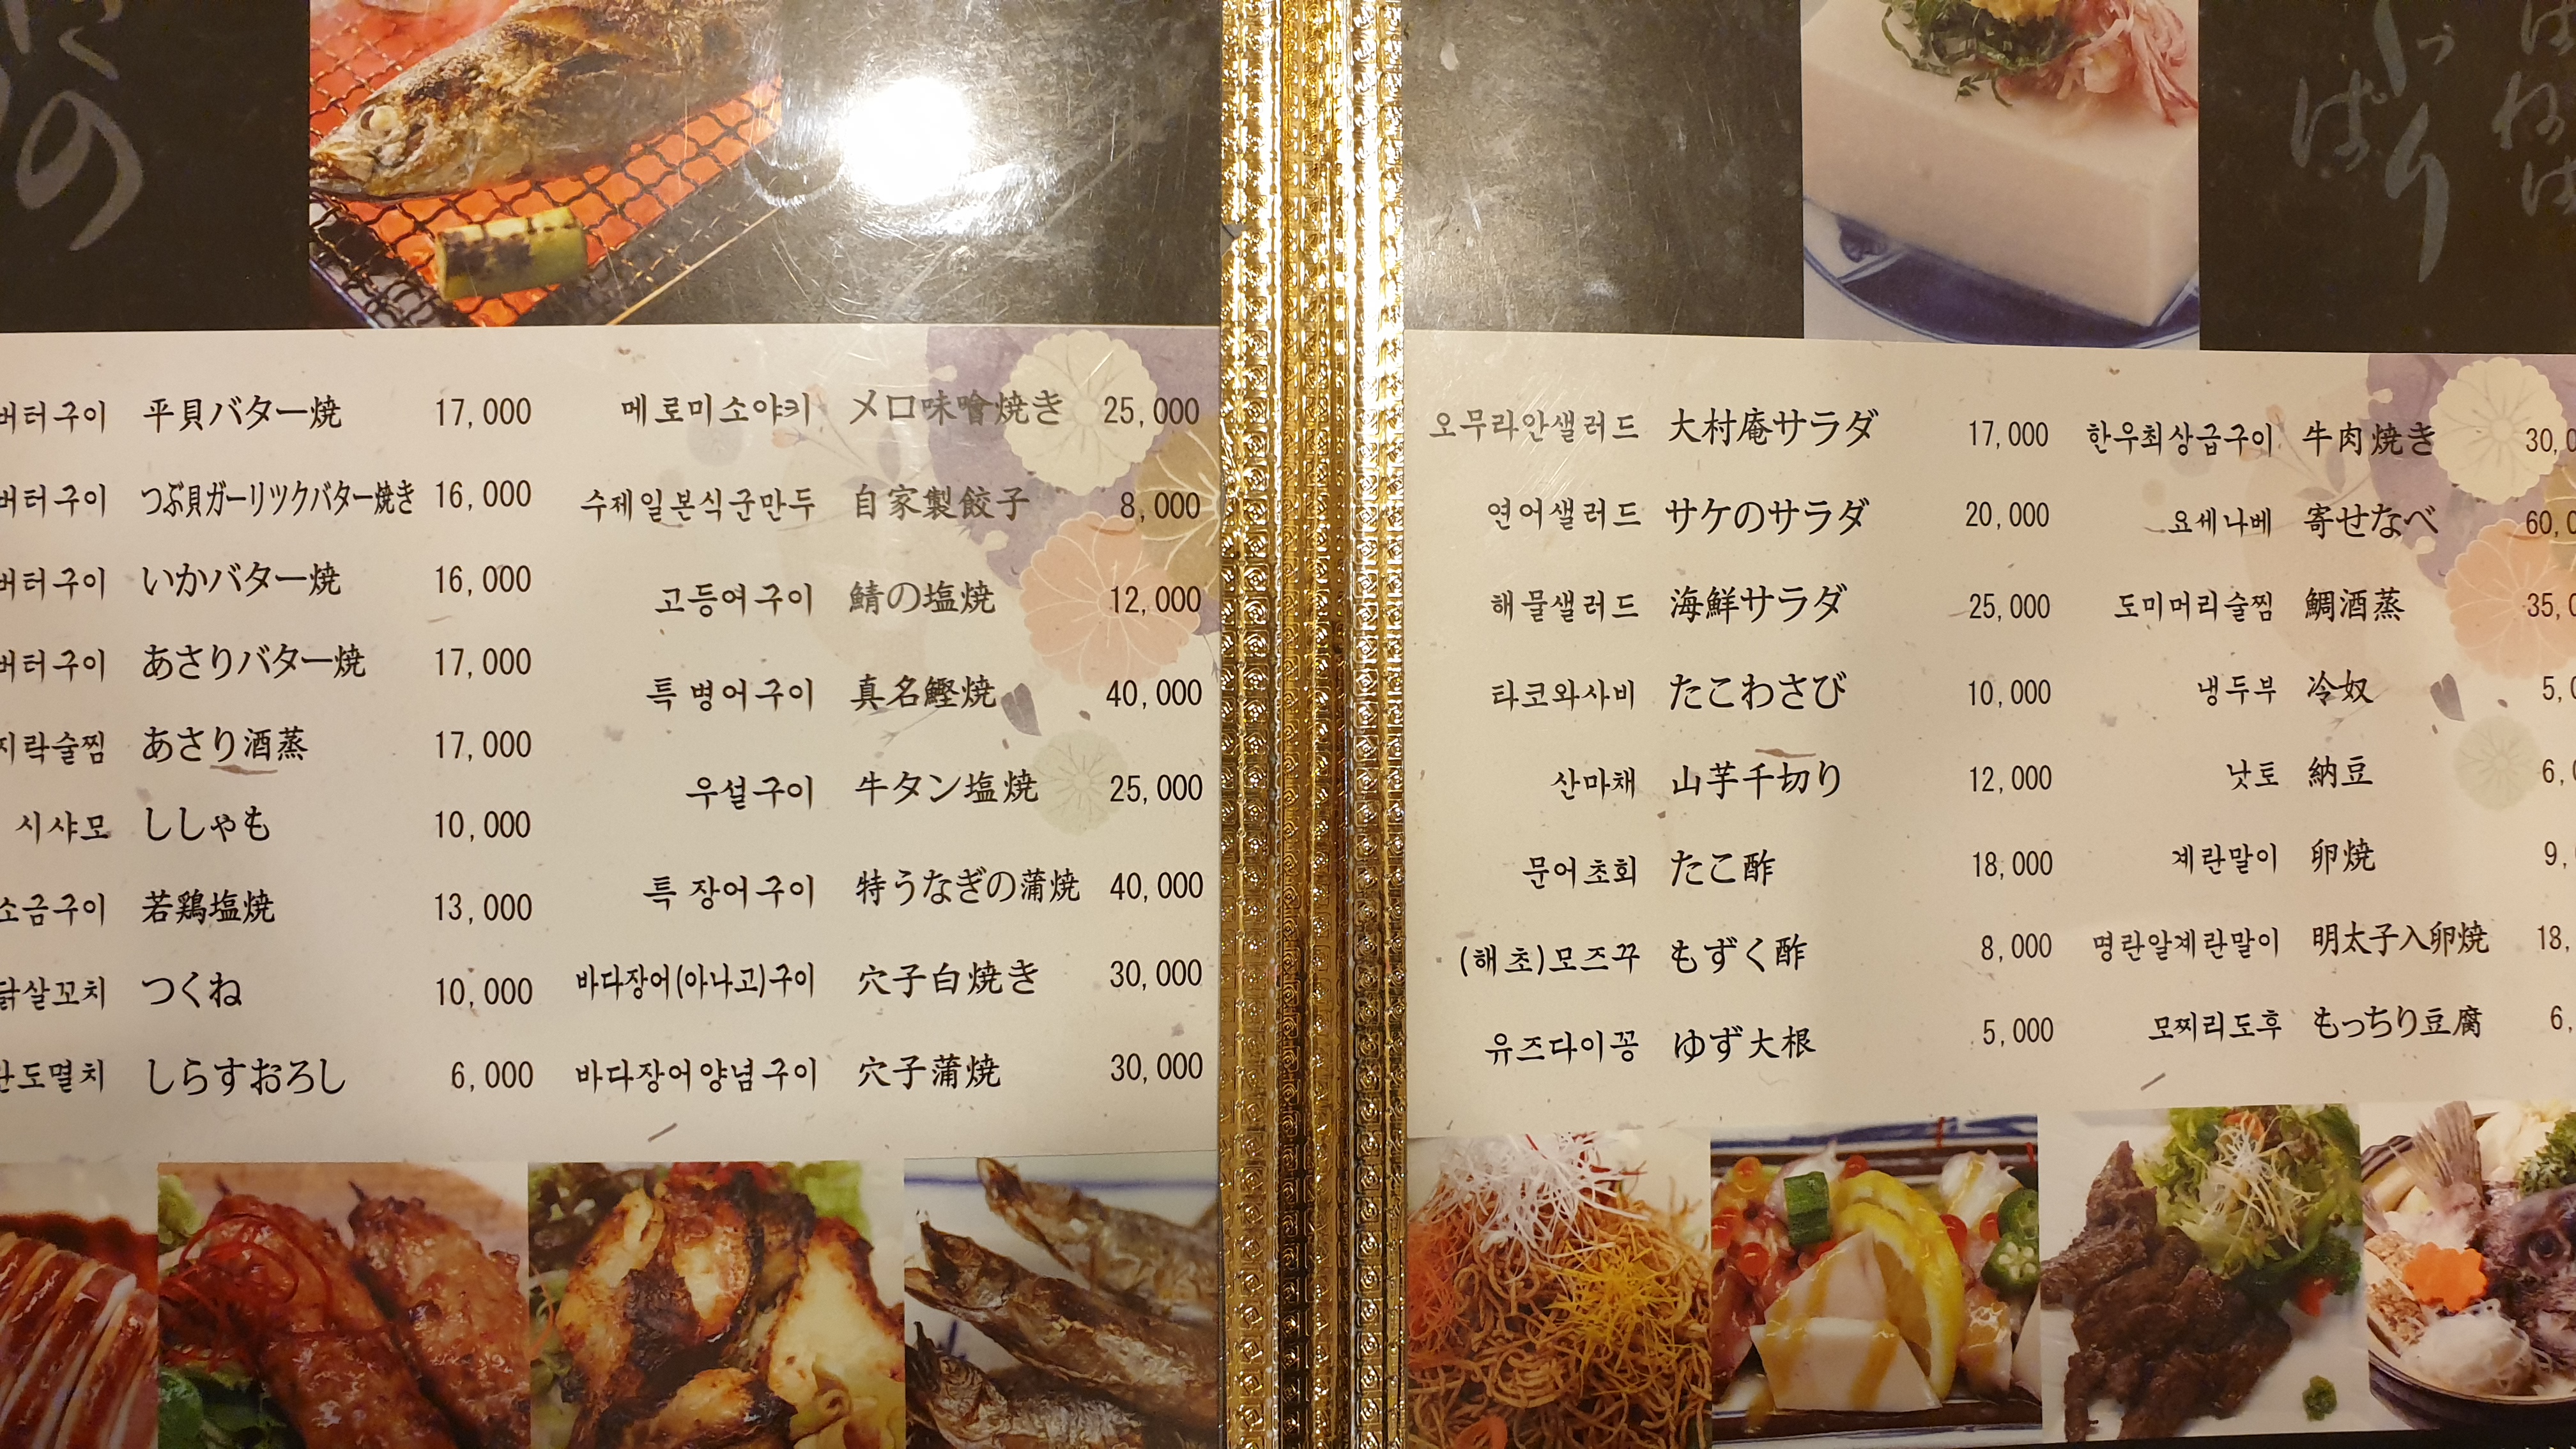 버터구이 平貝バター焼 17,000
버터구이 つぶ貝ガーリックバター焼き 16,000
버터구이 いかバター焼 16,000
버터구이 あさりバター焼 17,000
지락술찜 あさり酒蒸 17,000
시샤모 ししゃも 10,000
소금구이 若鶏塩焼 13,000
닭살꼬치 つくね 10,000
란도멸치 しらすおろし 6,000
메로미소야키 メロ味噌焼き 25,000
수제일본식군만두 自家製餃子 8,000
고등어구이 鯖の塩焼 12,000
특 병어구이 真名鰹焼 40,000
우설구이 牛タン塩焼 25,000
특 장어구이 特うなぎの蒲焼 40,000
바다장어(아나고)구이 穴子白焼き 30,000
바다장어양념구이 穴子蒲焼 30,000
오무라안샐러드 大村庵サラダ 17,000
연어샐러드 サケのサラダ 20,000
해물샐러드 海鮮サラダ 25,000
타코와사비 たこわさび 10,000
산마채 山芋千切り 12,000
문어초회 たこ酢 18,000
(해초)모즈꾸 もずく酢 8,000
유즈다이꽁 ゆず大根 5,000
한우최상급구이 牛肉焼き 30,0
요세나베 寄せなべ 60,0
도미머리술찜 鯛酒蒸 35,0
냉두부 冷奴 5,0
낫토 納豆 6,0
계란말이 卵焼 9,
명란알계란말이 明太子入卵焼 18,
모찌리도후 もっちり豆腐 6,